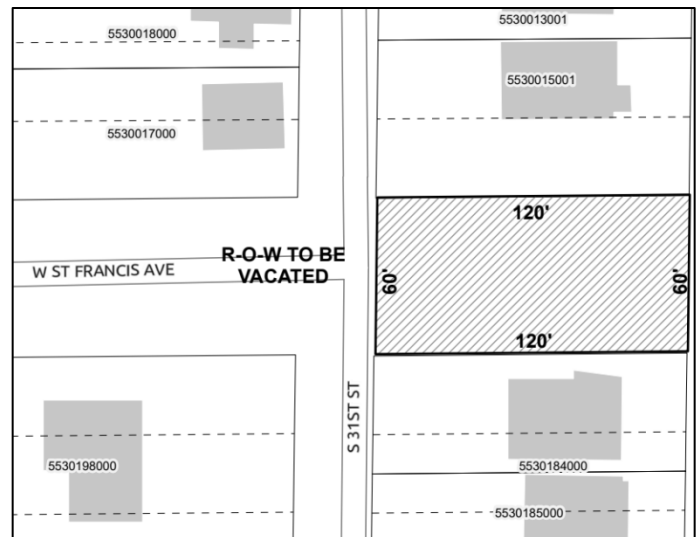 5530018000
5530013001
5530015001
5530017000
120'
R-O-W TO BE
VACATED
W ST FRANCIS AVE
60'
60'
120'
S 31ST ST
5530198000
5530184000
5530185000